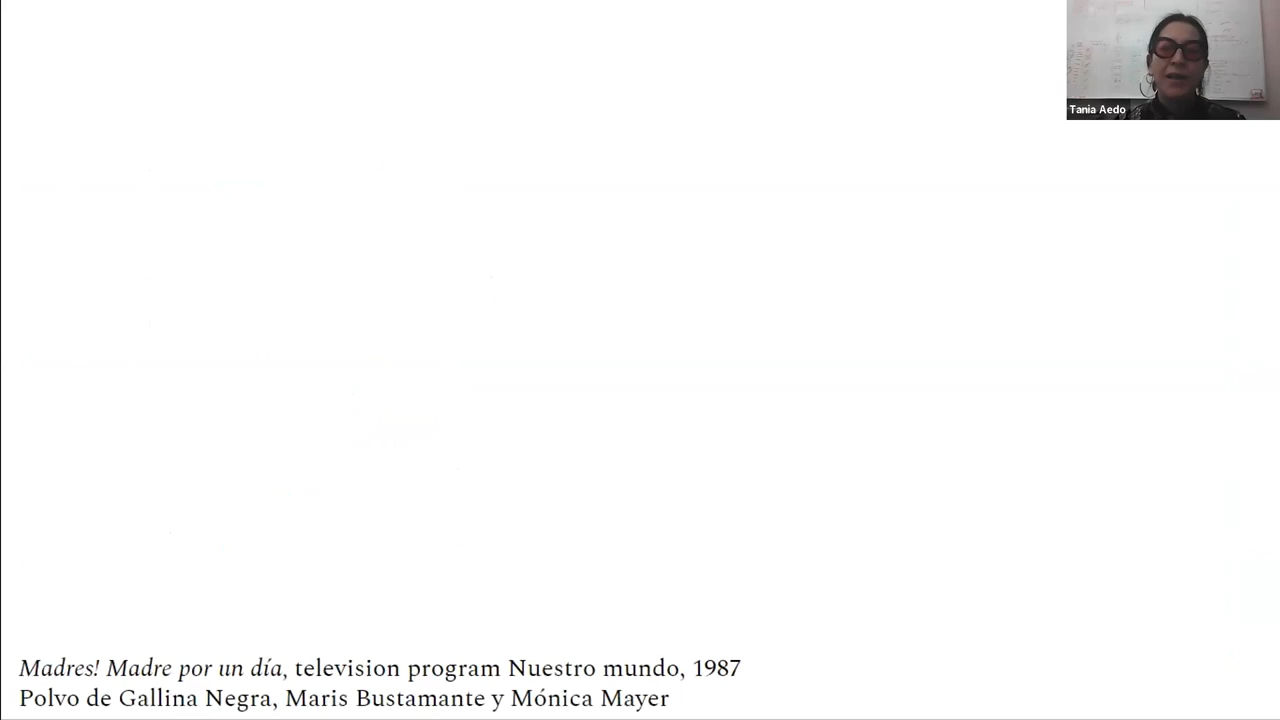 Tania Aedo
Madres! Madre por un día, television program Nuestro mundo, 1987
Polvo de Gallina Negra, Maris Bustamante y Mónica Mayer